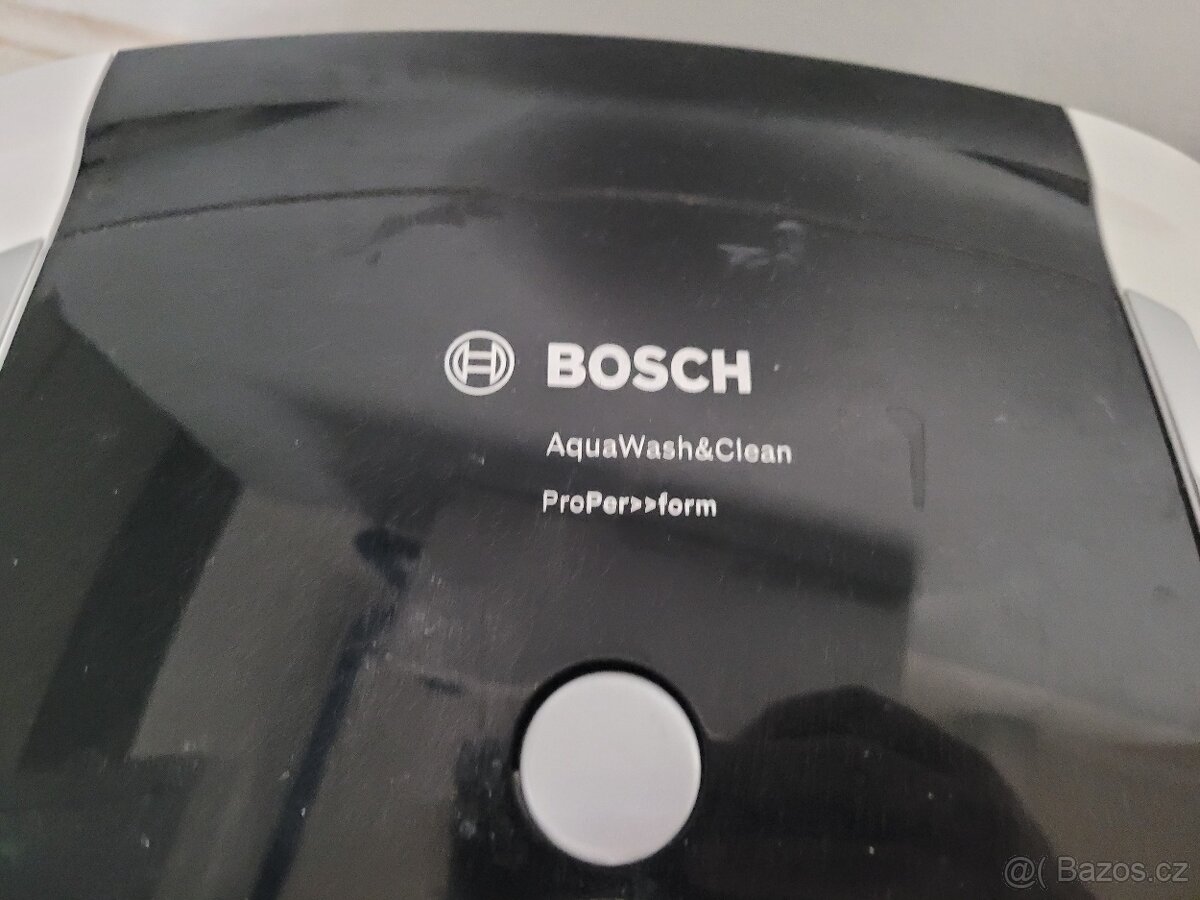 BOSCH
AquaWash&Clean
ProPer>>form
@( Bazos.cz